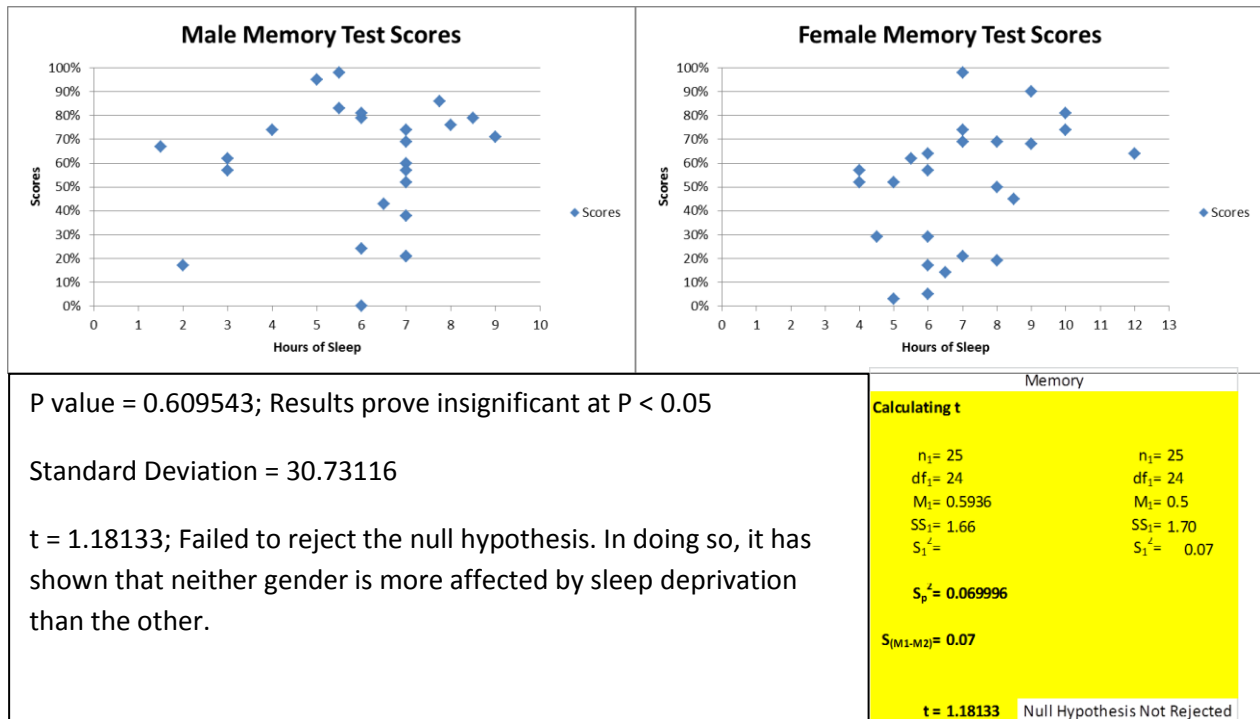 Male Memory Test Scores
100%
90%
80%
70%
60%
50%
40%
30%
20%
10%
0%
Scores
0 1 2 3 4 5 6 7 8 9 10
Hours of Sleep
Scores
Female Memory Test Scores
100%
90%
80%
70%
60%
50%
40%
30%
20%
10%
0%
Scores
0 1 2 3 4 5 6 7 8 9 10 11 12 13
Hours of Sleep
Scores
P value = 0.609543; Results prove insignificant at P < 0.05
Standard Deviation = 30.73116
t = 1.18133; Failed to reject the null hypothesis. In doing so, it has
shown that neither gender is more affected by sleep deprivation
than the other.
Memory
Calculating t
n₁= 25 n₁= 25
df₁= 24 df₁= 24
M₁= 0.5936 M₁= 0.5
SS₁= 1.66 SS₁= 1.70
S₁²= S₁²= 0.07
Sₚ²= 0.069996
S(M1-M2)= 0.07
t = 1.18133 Null Hypothesis Not Rejected